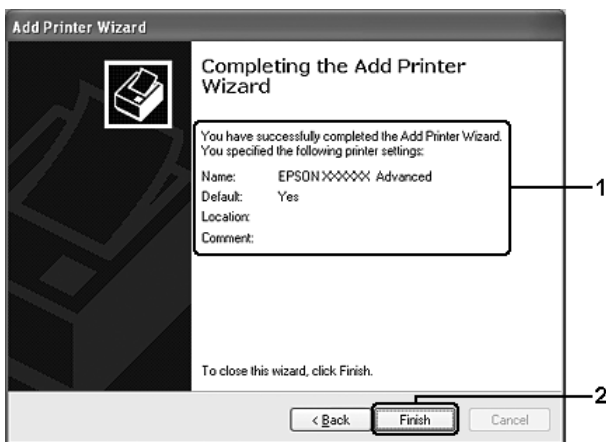 Add Printer Wizard
Completing the Add Printer
Wizard
You have successfully completed the Add Printer Wizard.
You specified the following printer settings:
Name: EPSON XXXXXX Advanced
Default: Yes
Location:
Comment:
1
To close this wizard, click Finish.
2
< Back Finish Cancel